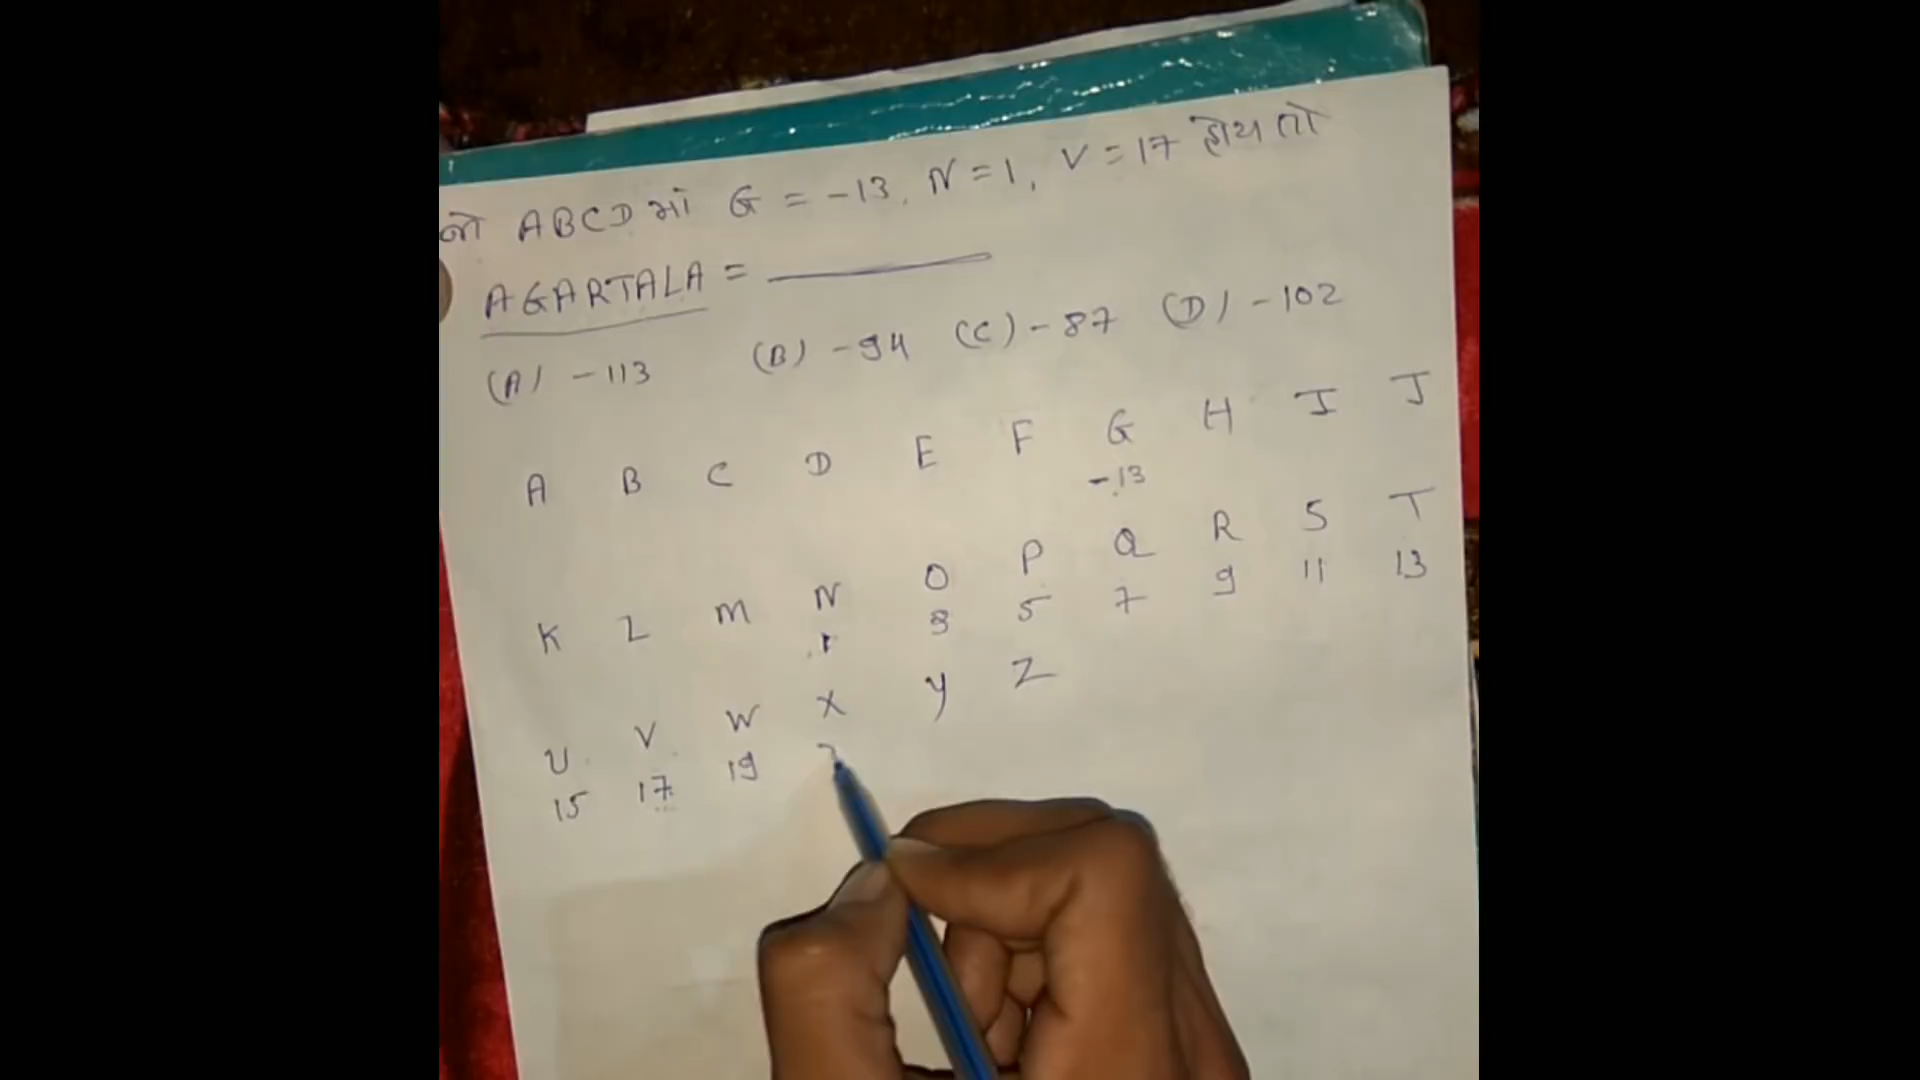 જો ABCD માં G = -13, N = 1, V = 17 હોય તો
AGARTALA = ______
(A) -113 (B) -94 (C) -87 (D) -102
A B C D E F G H I J
-13
K L M N O P Q R S T
1 3 5 7 9 11 13
U V W X Y Z
15 17 19